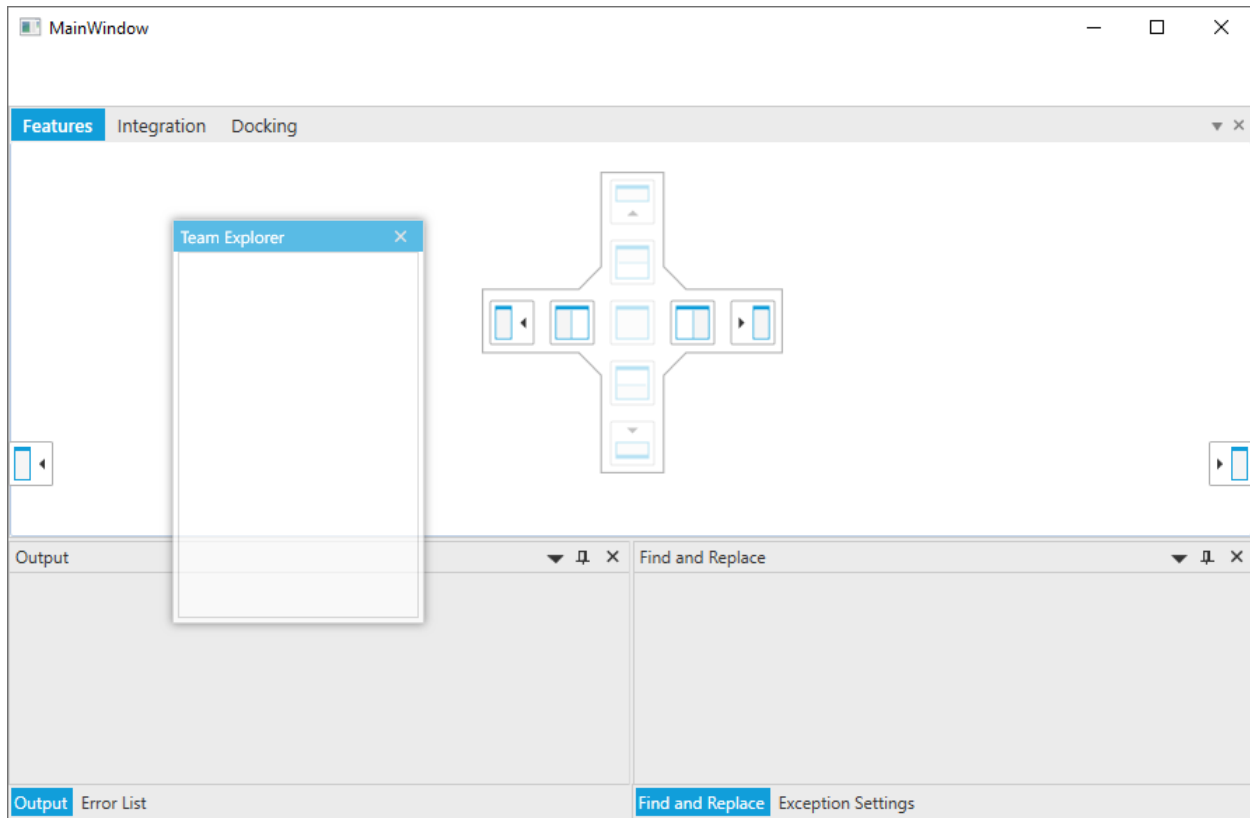 MainWindow
Features Integration Docking
Team Explorer
Output Find and Replace
Output Error List Find and Replace Exception Settings